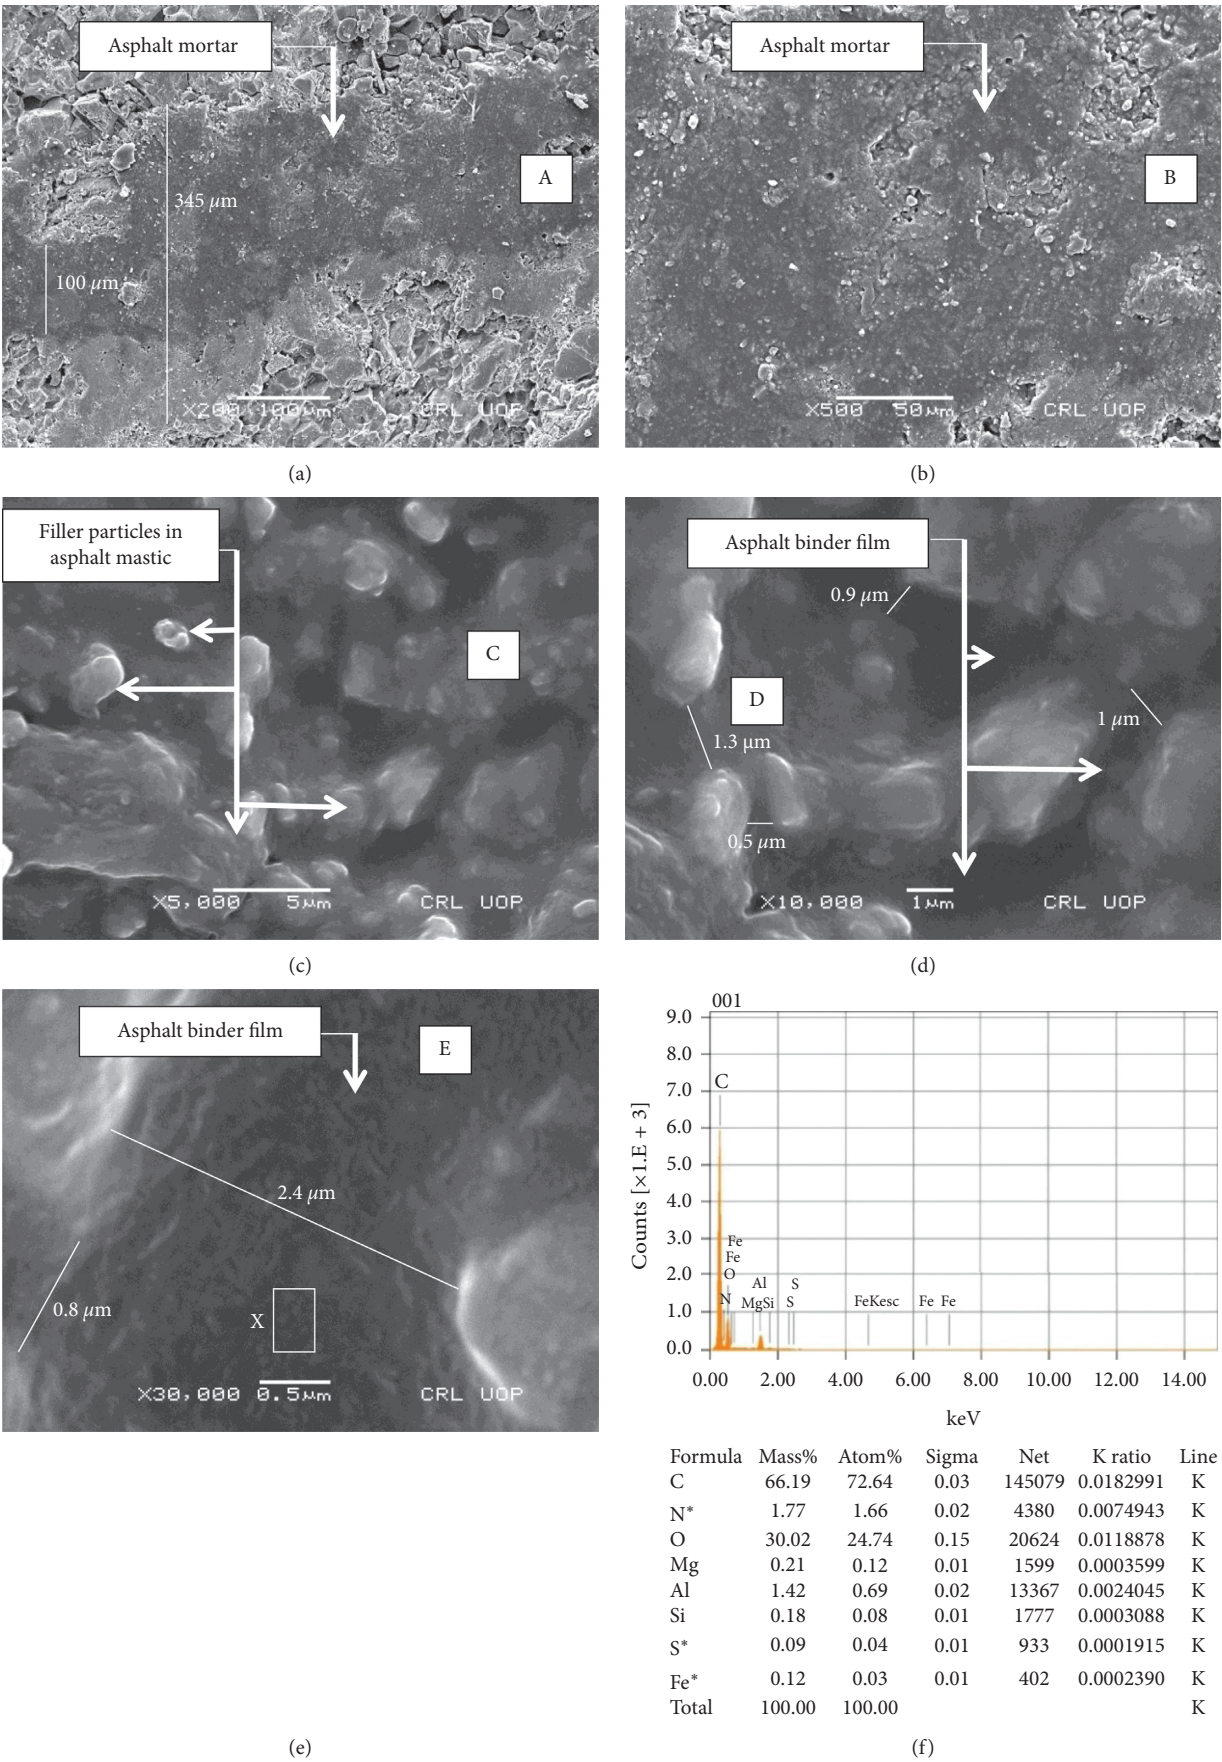 Asphalt mortar
A
345 μm
100 μm
X200 100μm CRL UOP
(a)
Asphalt mortar
B
X500 50μm CRL UOP
(b)
Filler particles in
asphalt mastic
C
X5,000 5μm CRL UOP
(c)
Asphalt binder film
0.9 μm
D
1 μm
1.3 μm
0.5 μm
X10,000 1μm CRL UOP
(d)
Asphalt binder film
E
2.4 μm
0.8 μm
X
X30,000 0.5μm CRL UOP
(e)
001
9.0
8.0
7.0
6.0
5.0
4.0
3.0
2.0
1.0
0.0
Counts [×1.E + 3]
C
Fe
Fe
O
N
Al
MgSi
S
S
FeKesc
Fe Fe
0.00 2.00 4.00 6.00 8.00 10.00 12.00 14.00
keV
Formula Mass% Atom% Sigma Net K ratio Line
C 66.19 72.64 0.03 145079 0.0182991 K
N* 1.77 1.66 0.02 4380 0.0074943 K
O 30.02 24.74 0.15 20624 0.0118878 K
Mg 0.21 0.12 0.01 1599 0.0003599 K
Al 1.42 0.69 0.02 13367 0.0024045 K
Si 0.18 0.08 0.01 1777 0.0003088 K
S* 0.09 0.04 0.01 933 0.0001915 K
Fe* 0.12 0.03 0.01 402 0.0002390 K
Total 100.00 100.00 K
(f)